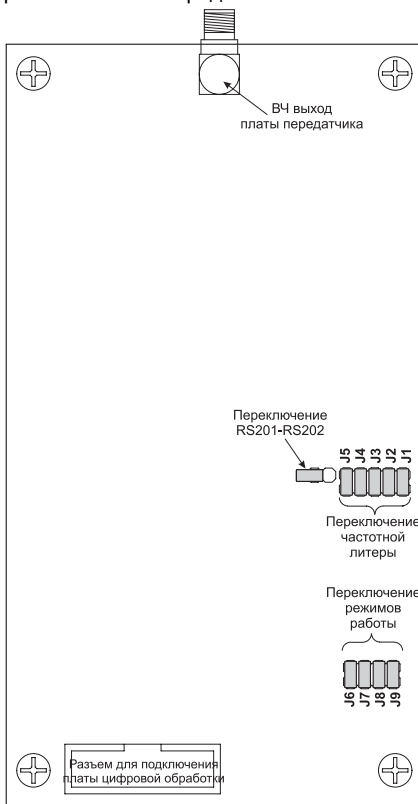 ВЧ выход
платы передатчика
Переключение
RS201-RS202
J5 J4 J3 J2 J1
Переключение
частотной
литеры
Переключение
режимов
работы
J6 J7 J8 J9
Разъем для подключения
платы цифровой обработки